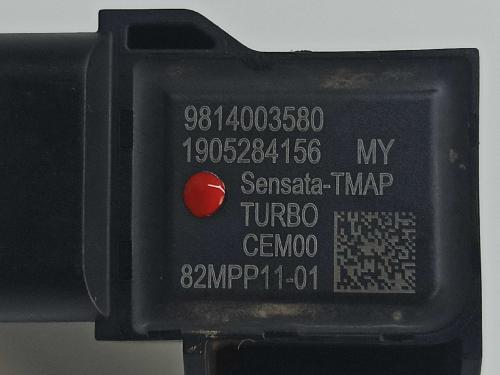 9814003580
1905284156 MY
Sensata-TMAP
TURBO
CEM00
82MPP11-01